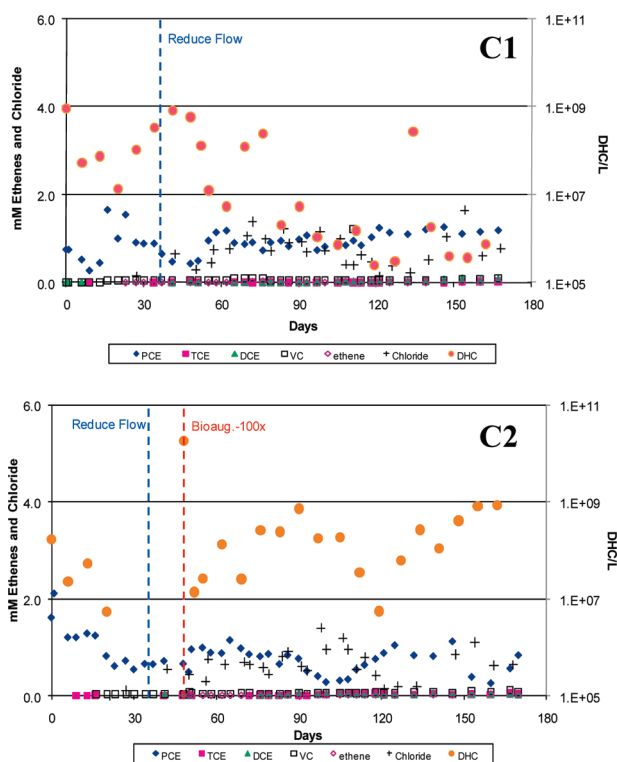 6.0
1.E+11
Reduce Flow
C1
4.0
1.E+09
mM Ethenes and Chloride
DHC/L
2.0
1.E+07
0.0
1.E+05
0 30 60 90 120 150 180
Days
PCE TCE DCE VC ethene Chloride DHC
6.0
1.E+11
Reduce Flow
Bioaug.-100x
C2
4.0
1.E+09
mM Ethenes and Chloride
DHC/L
2.0
1.E+07
0.0
1.E+05
0 30 60 90 120 150 180
Days
PCE TCE DCE VC ethene Chloride DHC